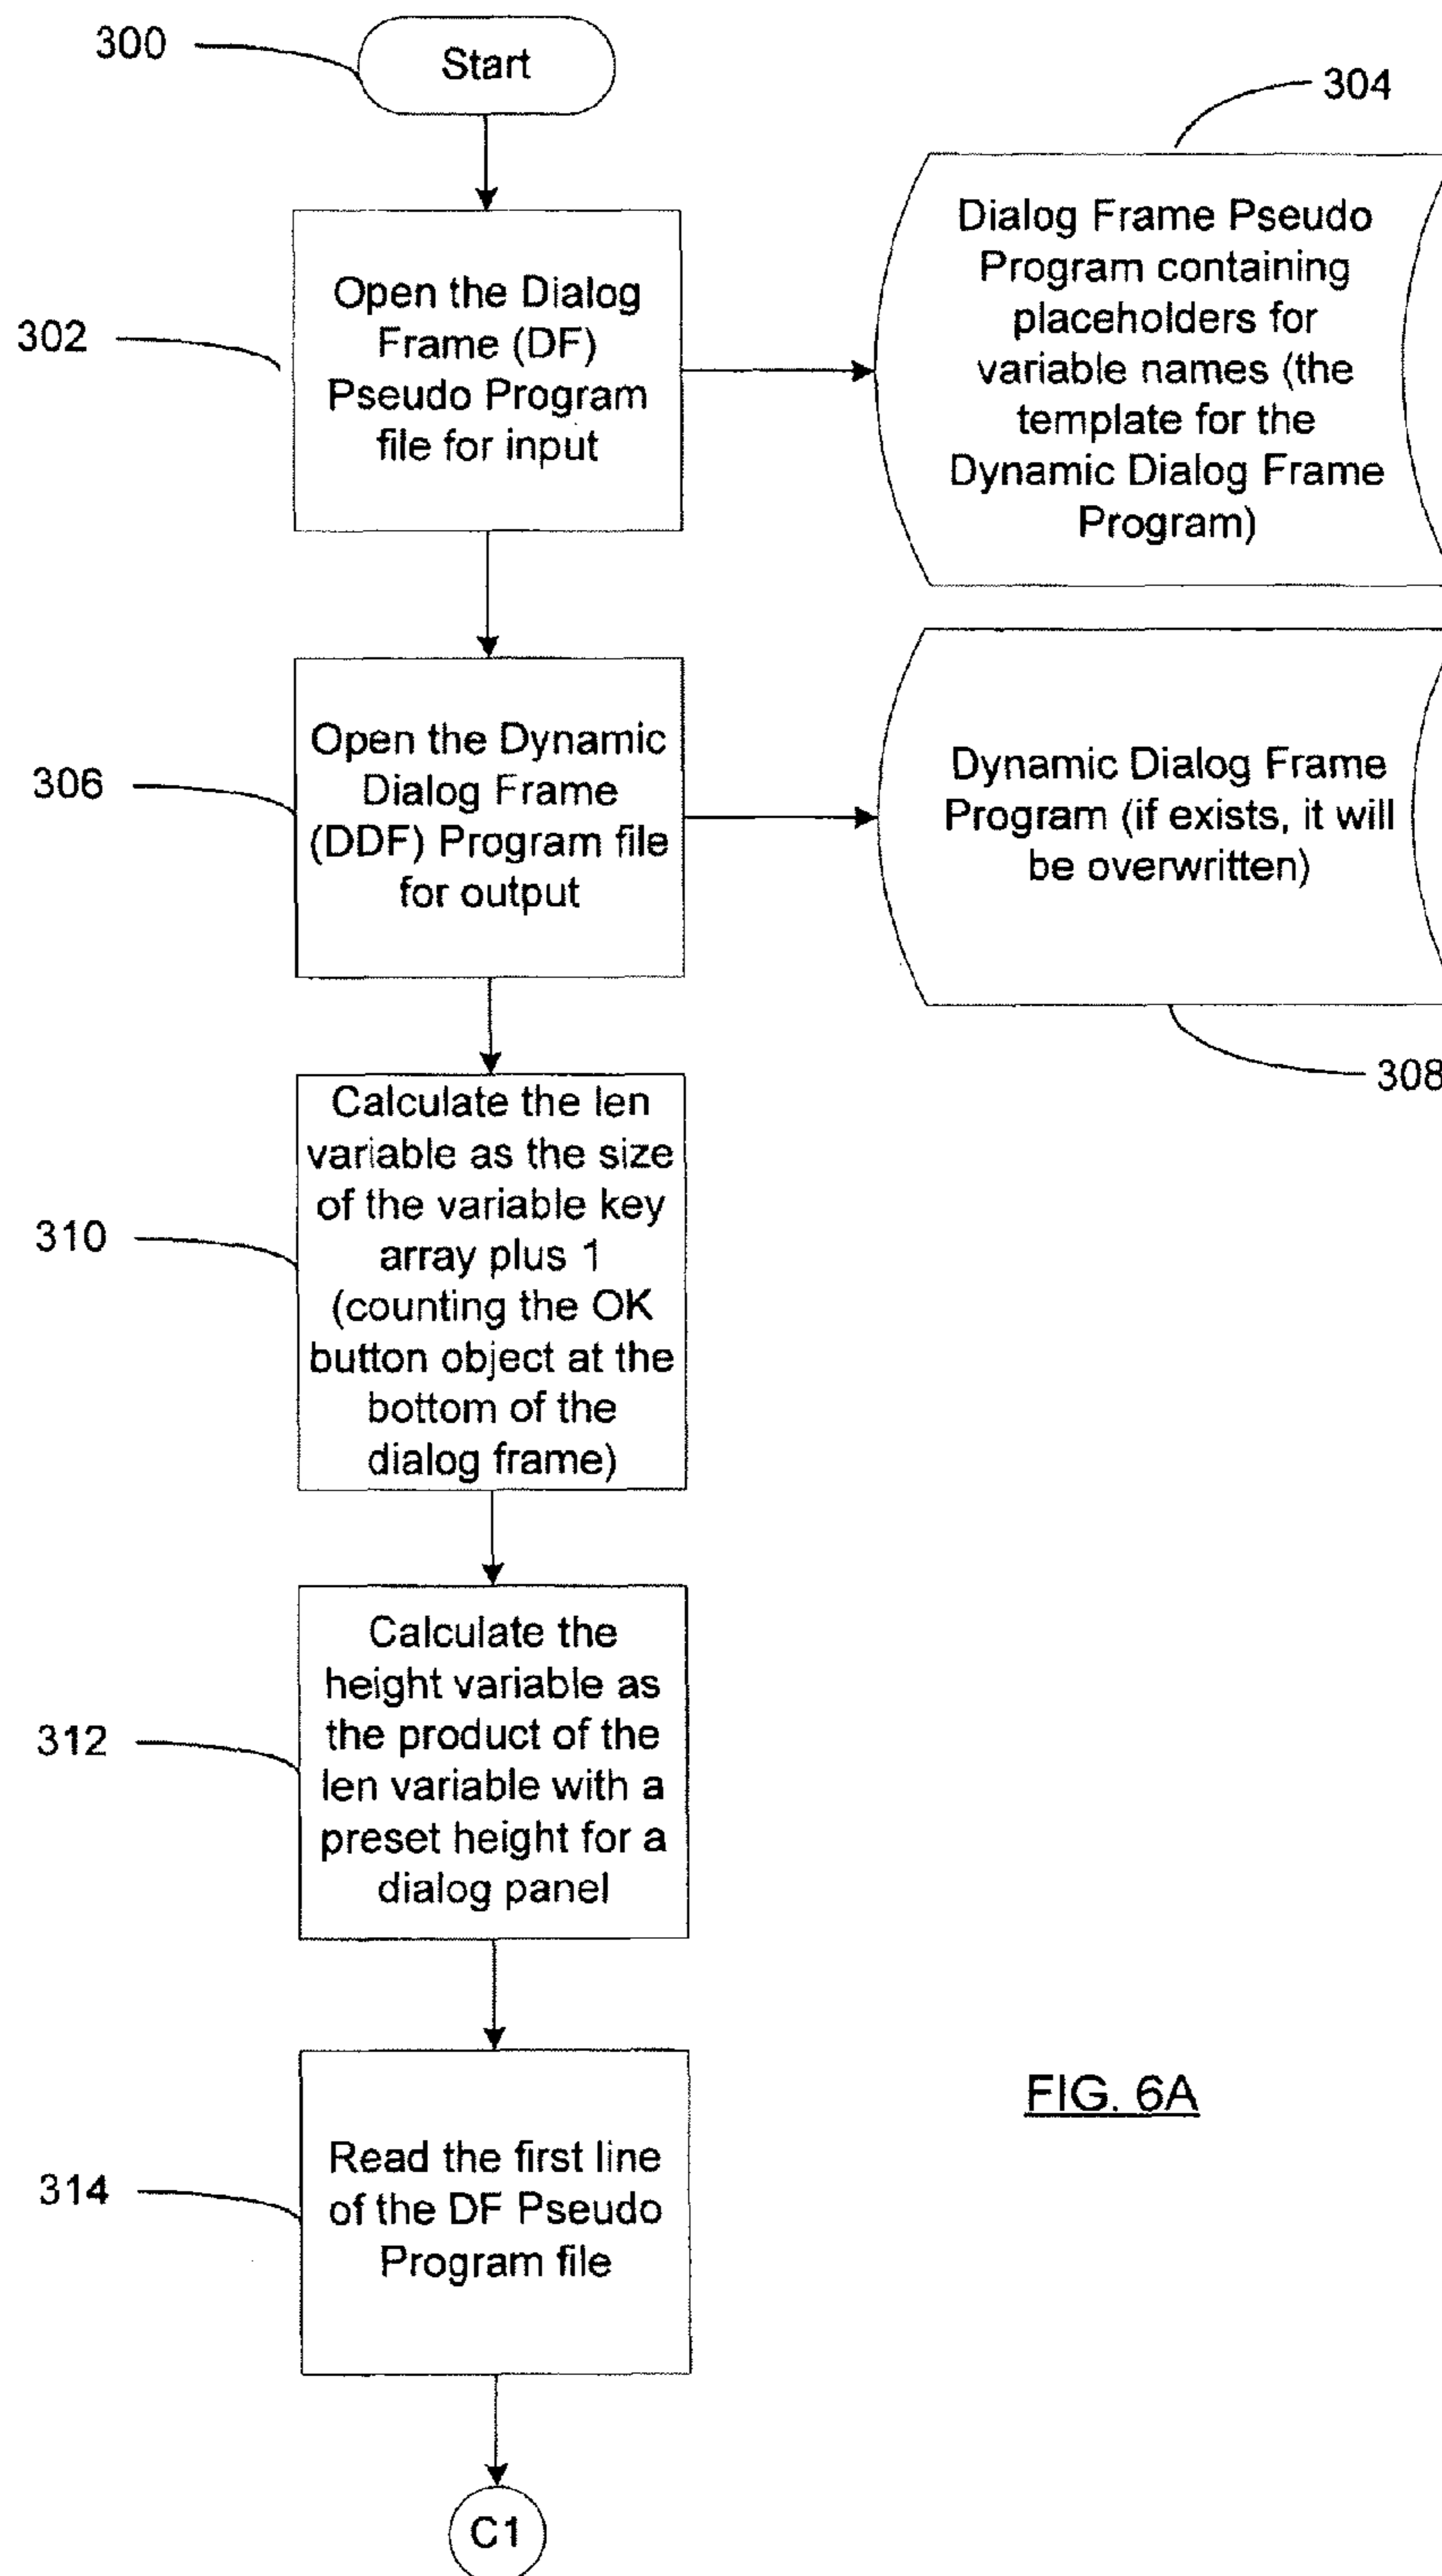 300
Start
304
Dialog Frame Pseudo
Program containing
placeholders for
variable names (the
template for the
Dynamic Dialog Frame
Program)
302
Open the Dialog
Frame (DF)
Pseudo Program
file for input
306
Open the Dynamic
Dialog Frame
(DDF) Program file
for output
Dynamic Dialog Frame
Program (if exists, it will
be overwritten)
308
310
Calculate the len
variable as the size
of the variable key
array plus 1
(counting the OK
button object at the
bottom of the
dialog frame)
312
Calculate the
height variable as
the product of the
len variable with a
preset height for a
dialog panel
314
Read the first line
of the DF Pseudo
Program file
FIG. 6A
C1